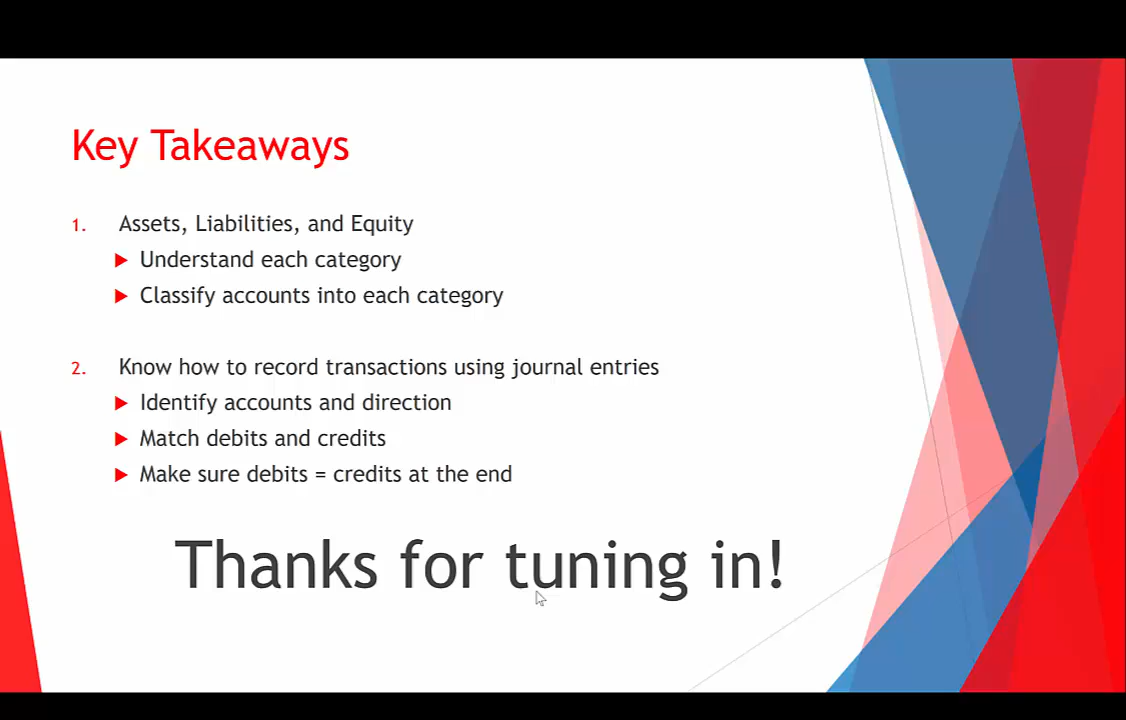 Key Takeaways
1. Assets, Liabilities, and Equity
Understand each category
Classify accounts into each category
2. Know how to record transactions using journal entries
Identify accounts and direction
Match debits and credits
Make sure debits = credits at the end
Thanks for tuning in!